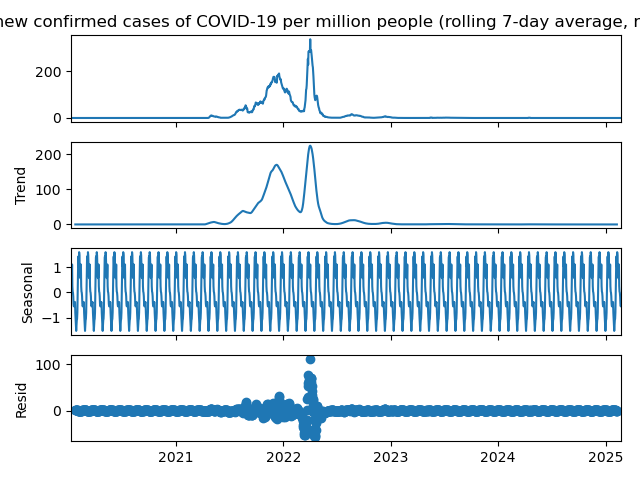 new confirmed cases of COVID-19 per million people (rolling 7-day average, r
200
0
200
100
0
Trend
1
0
−1
Seasonal
100
0
Resid
2021 2022 2023 2024 2025